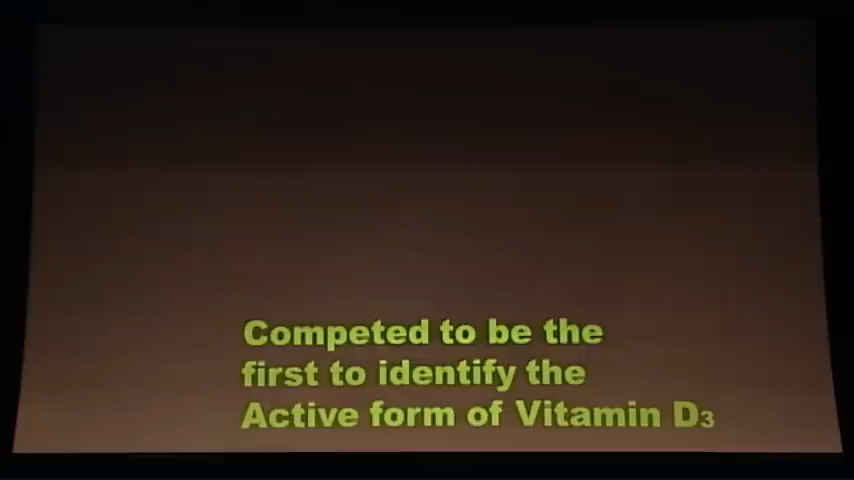 Competed to be the
first to identify the
Active form of Vitamin D₃